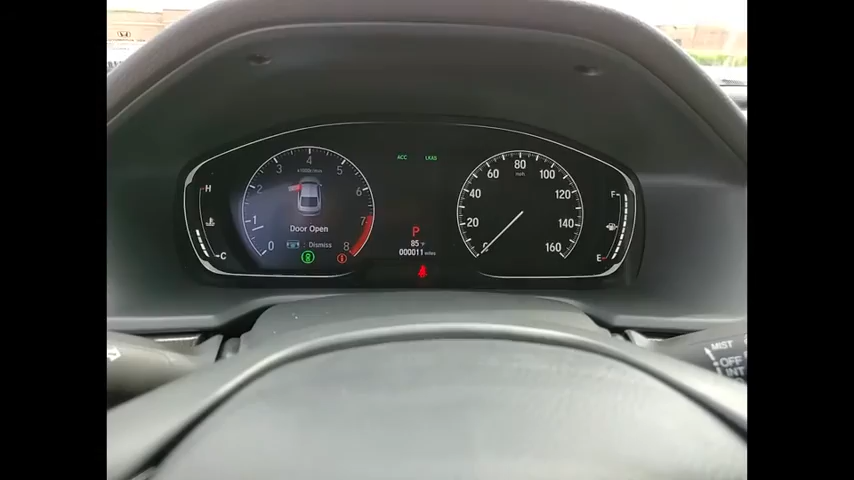 ACC LKAS
H
C
0
1
2
3
4
5
6
7
8
x1000r/min
Door Open
: Dismiss
P
85°F
000011 miles
0
20
40
60
80
100
120
140
160
mph
F
E
MIST
OFF
INT